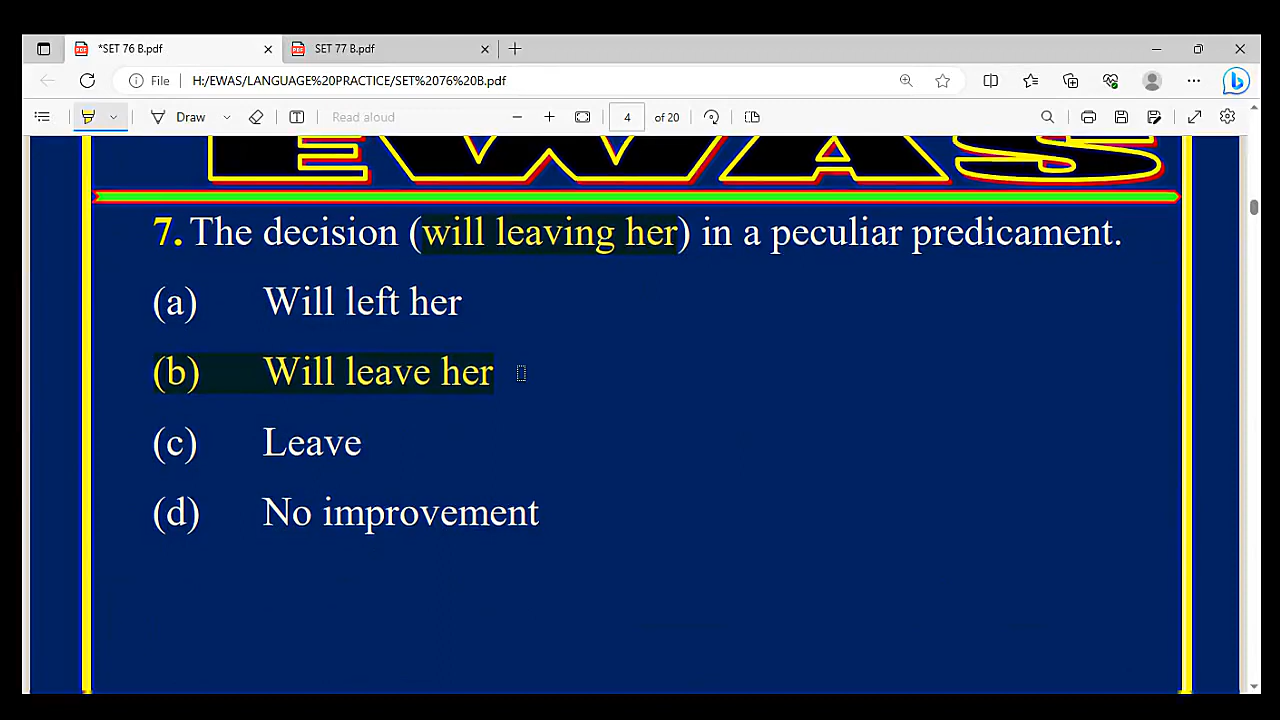 *SET 76 B.pdf
SET 77 B.pdf
File H:/EWAS/LANGUAGE%20PRACTICE/SET%2076%20B.pdf
Draw Read aloud 4 of 20
EWAS
7. The decision (will leaving her) in a peculiar predicament.
(a) Will left her
(b) Will leave her
(c) Leave
(d) No improvement